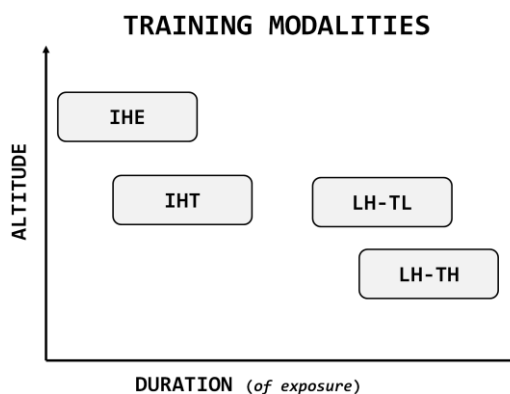 TRAINING MODALITIES
ALTITUDE
IHE
IHT
LH-TL
LH-TH
DURATION (of exposure)